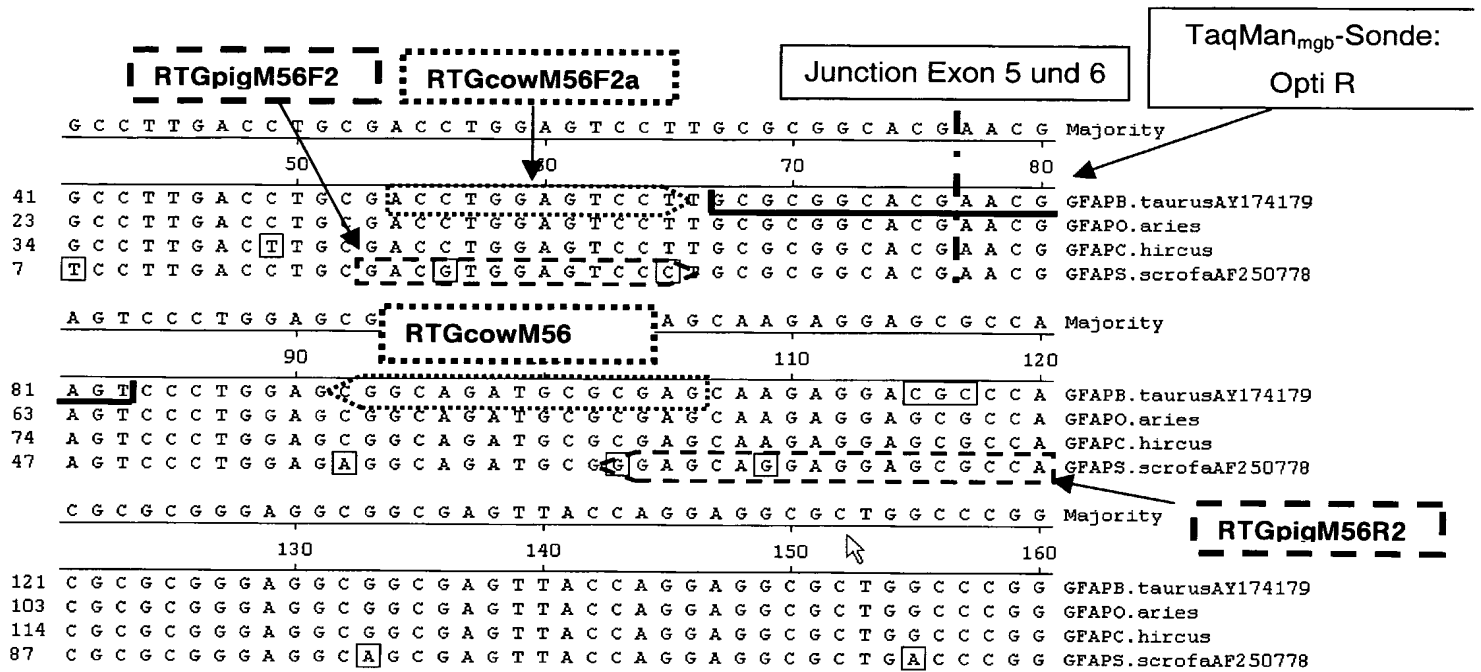 TaqManmgb-Sonde:
Opti R
Junction Exon 5 und 6
RTGpigM56F2
RTGcowM56F2a
G C C T T G A C C T G C G A C C T G G A G T C C T T G C G C G G C A C G A A C G Majority
50 60 70 80
41 G C C T T G A C C T G C G A C C T G G A G T C C T T G C G C G G C A C G A A C G GFAPB.taurusAY174179
23 G C C T T G A C C T G C G A C C T G G A G T C C T T G C G C G G C A C G A A C G GFAPO.aries
34 G C C T T G A C T T G C G A C C T G G A G T C C T T G C G C G G C A C G A A C G GFAPC.hircus
7 T C C T T G A C C T G C G A C G T G G A G T C C C T G C G C G G C A C G A A C G GFAPS.scrofaAF250778
A G T C C C T G G A G C G RTGcowM56 A G C A A G A G G A G C G C C A Majority
90 110 120
81 A G T C C C T G G A G C G G C A G A T G C G C G A G C A A G A G G A C G C C C A GFAPB.taurusAY174179
63 A G T C C C T G G A G C G G C A G A T G C G C G A G C A A G A G G A G C G C C A GFAPO.aries
74 A G T C C C T G G A G C G G C A G A T G C G C G A G C A A G A G G A G C G C C A GFAPC.hircus
47 A G T C C C T G G A G A G G C A G A T G C G G G A G C A G G A G G A G C G C C A GFAPS.scrofaAF250778
C G C G C G G G A G G C G G C G A G T T A C C A G G A G G C G C T G G C C C G G Majority
RTGpigM56R2
130 140 150 160
121 C G C G C G G G A G G C G G C G A G T T A C C A G G A G G C G C T G G C C C G G GFAPB.taurusAY174179
103 C G C G C G G G A G G C G G C G A G T T A C C A G G A G G C G C T G G C C C G G GFAPO.aries
114 C G C G C G G G A G G C G G C G A G T T A C C A G G A G G C G C T G G C C C G G GFAPC.hircus
87 C G C G C G G G A G G C A G C G A G T T A C C A G G A G G C G C T G A C C C G G GFAPS.scrofaAF250778